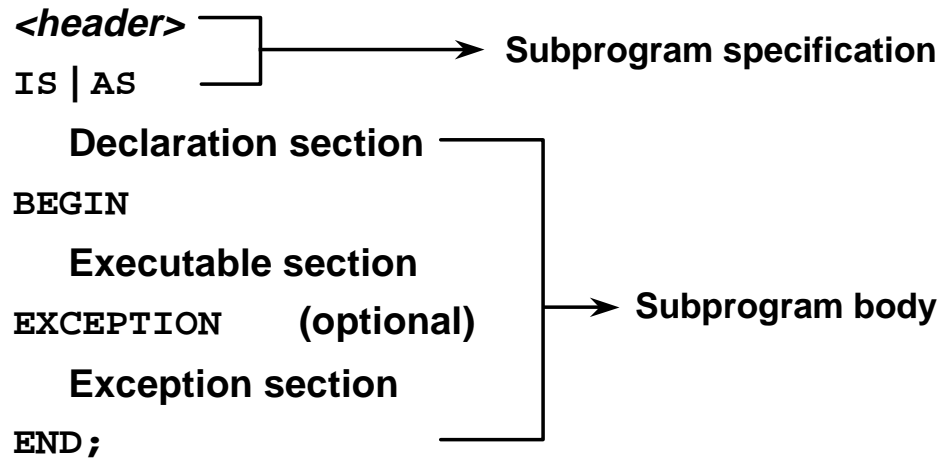 <header>
Subprogram specification
IS|AS
Declaration section
BEGIN
Executable section
EXCEPTION (optional)
Subprogram body
Exception section
END;